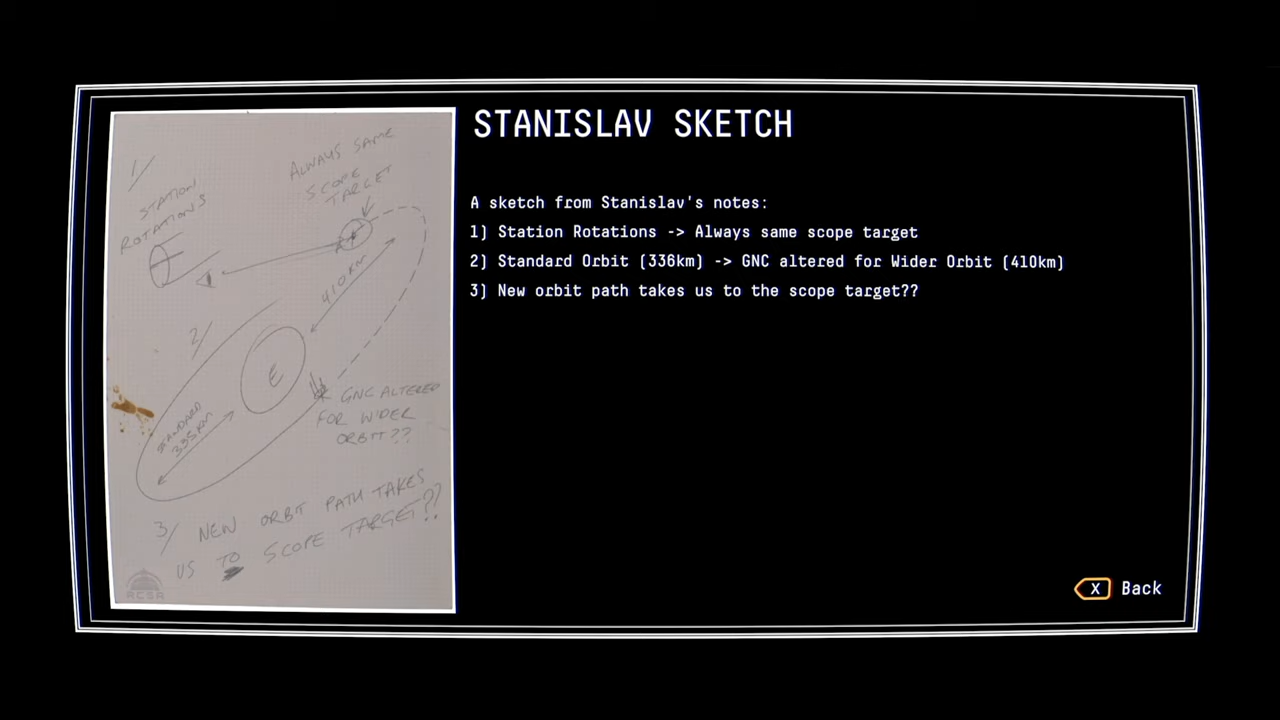 STANISLAV SKETCH
A sketch from Stanislav's notes:
1) Station Rotations -> Always same scope target
2) Standard Orbit (336km) -> GNC altered for Wider Orbit (410km)
3) New orbit path takes us to the scope target??
X Back
1/
STATION
ROTATIONS
ALWAYS SAME
SCOPE
TARGET
410KM
2/
E
STANDARD
335KM
* GNC ALTERED
FOR WIDER
ORBIT??
3/ NEW ORBIT PATH TAKES
US TO SCOPE TARGET??
RCSA